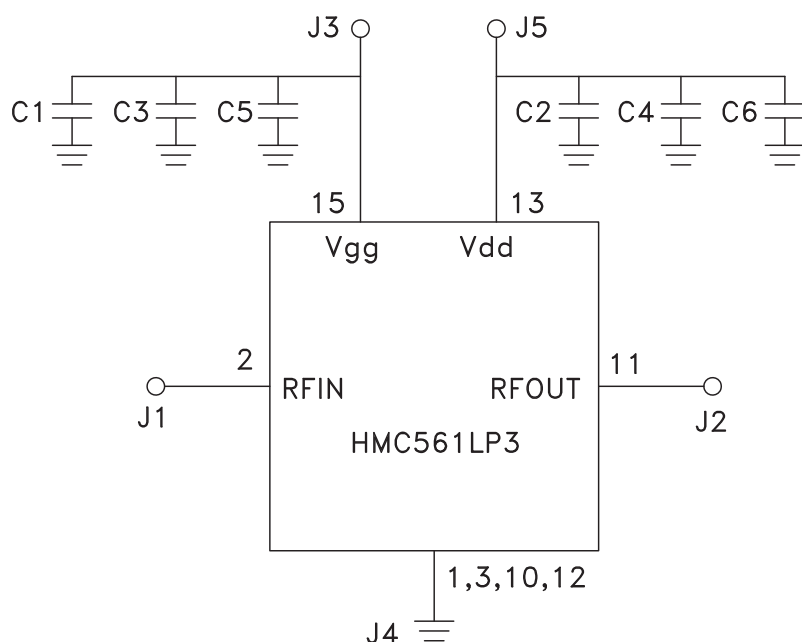 J3 J5
C1 C3 C5 C2 C4 C6
15 13
Vgg Vdd
2 11
RFIN RFOUT
J1 J2
HMC561LP3
1,3,10,12
J4